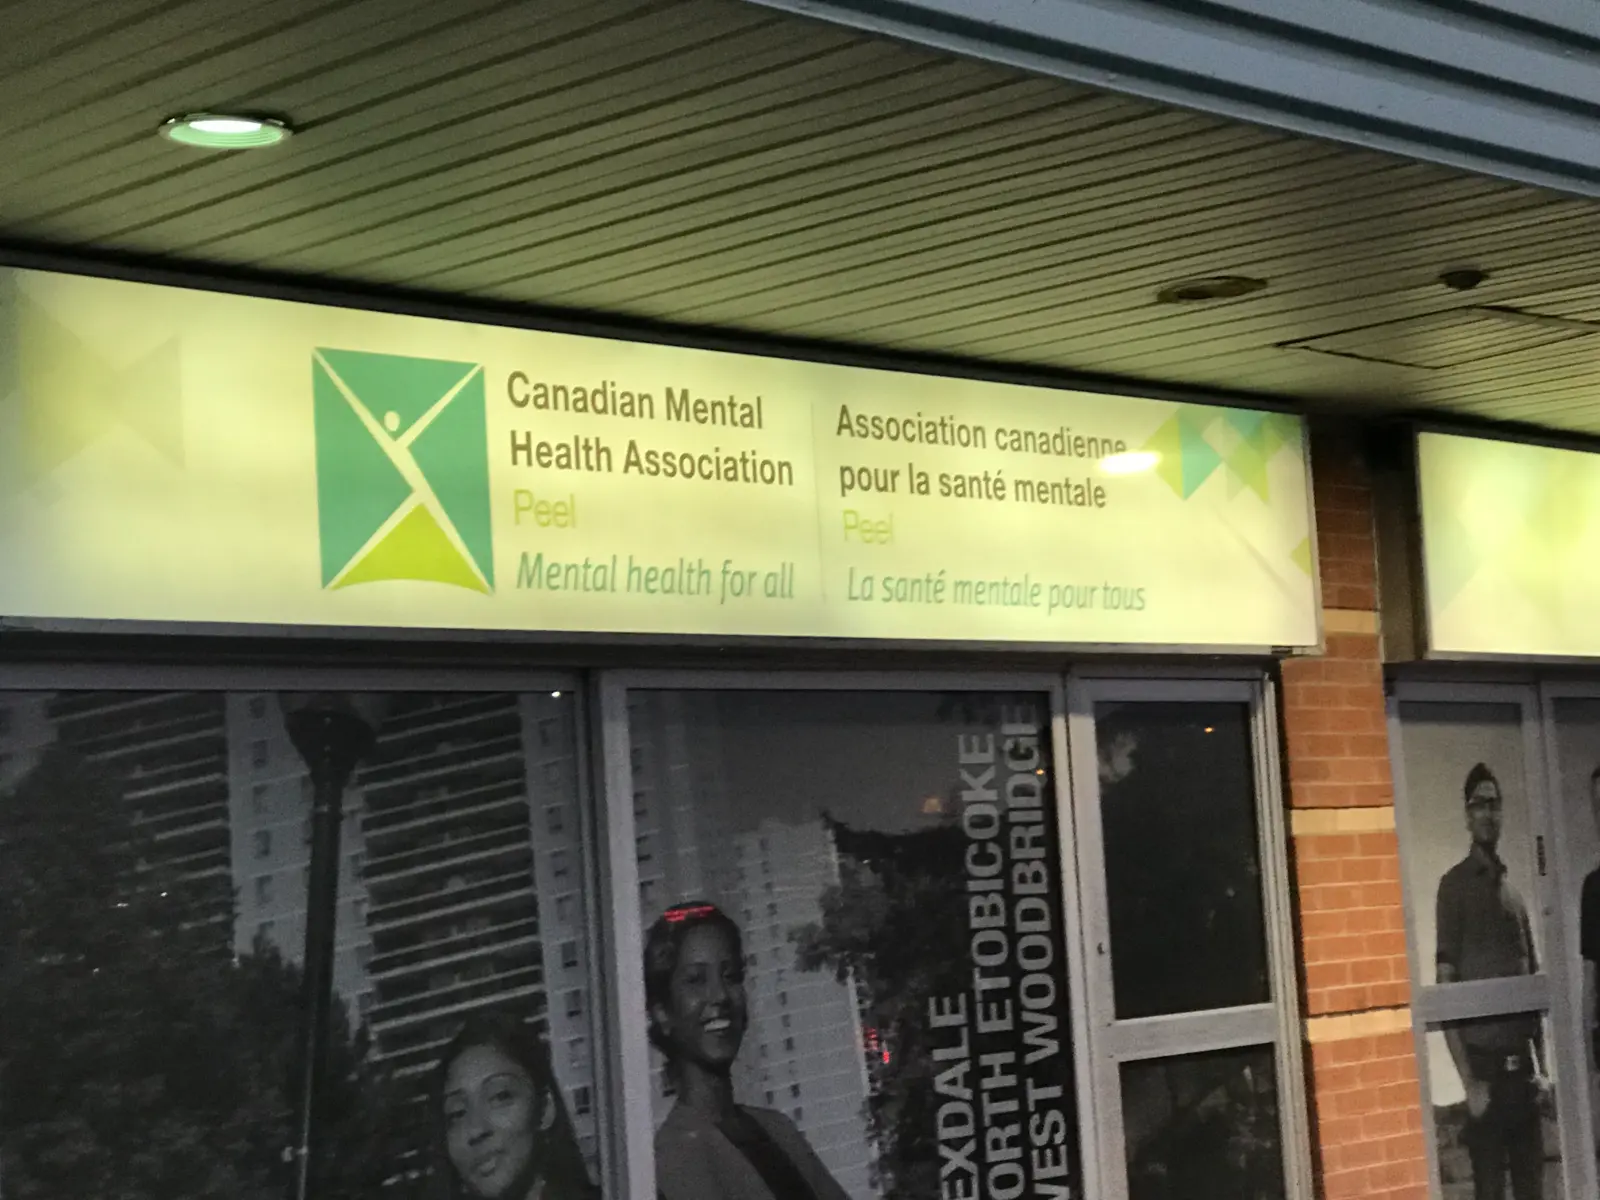 Canadian Mental
Health Association
Peel
Mental health for all
Association canadienne
pour la santé mentale
Peel
La santé mentale pour tous
EXDALE
ORTH ETOBICOKE
WEST WOODBRIDGE